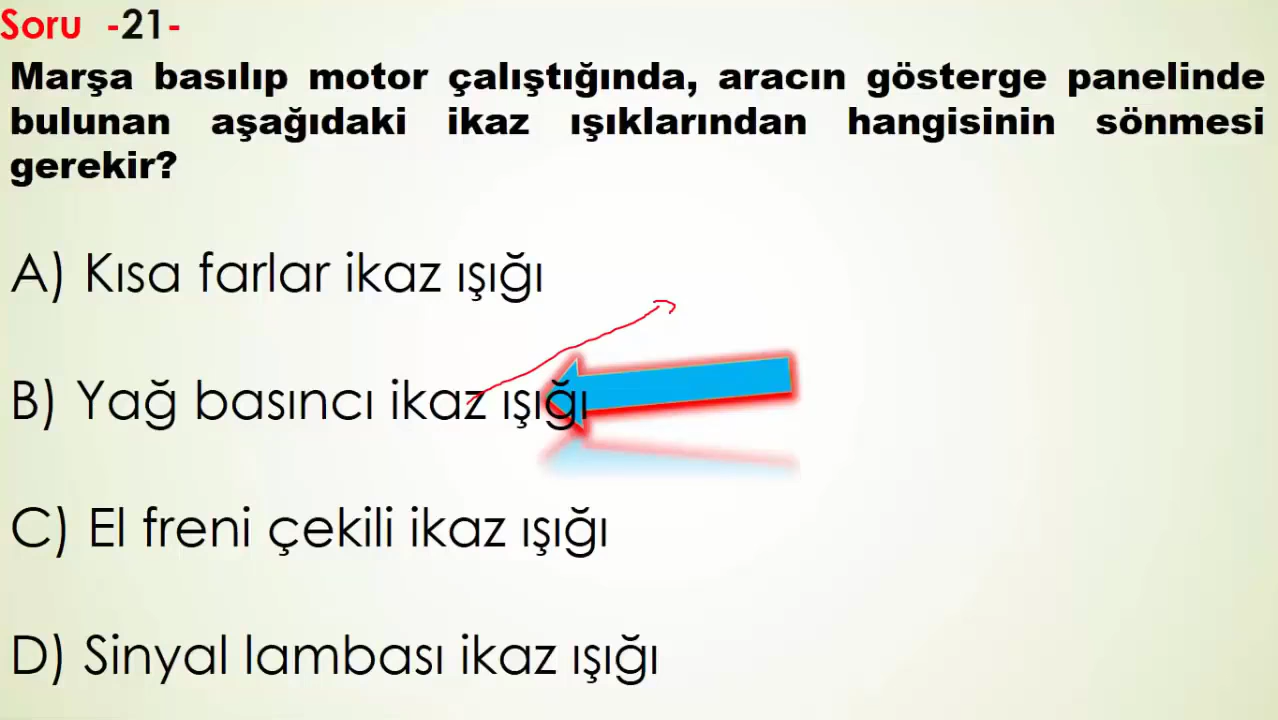 Soru -21-
Marşa basılıp motor çalıştığında, aracın gösterge panelinde
bulunan aşağıdaki ikaz ışıklarından hangisinin sönmesi
gerekir?
A) Kısa farlar ikaz ışığı
B) Yağ basıncı ikaz ışığı
C) El freni çekili ikaz ışığı
D) Sinyal lambası ikaz ışığı